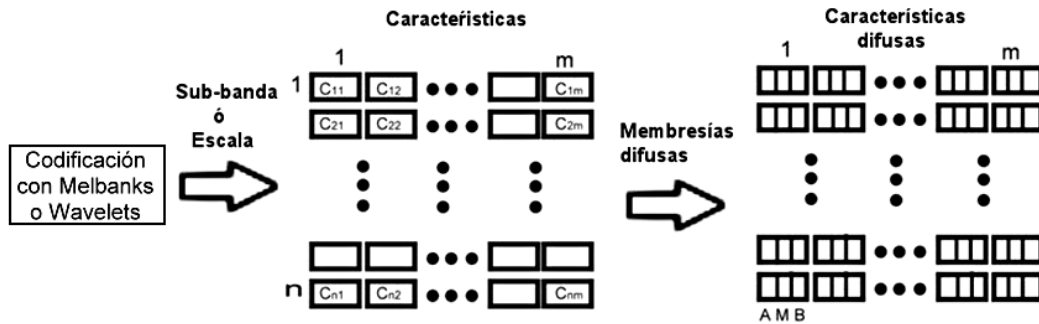 Codificación
con Melbanks
o Wavelets
Sub-banda
ó
Escala
Característicsas
1 m
1 C11 C12 C1m
C21 C22 C2m
n Cn1 Cn2 Cnm
Membresías
difusas
Características
difusas
1 m
A M B